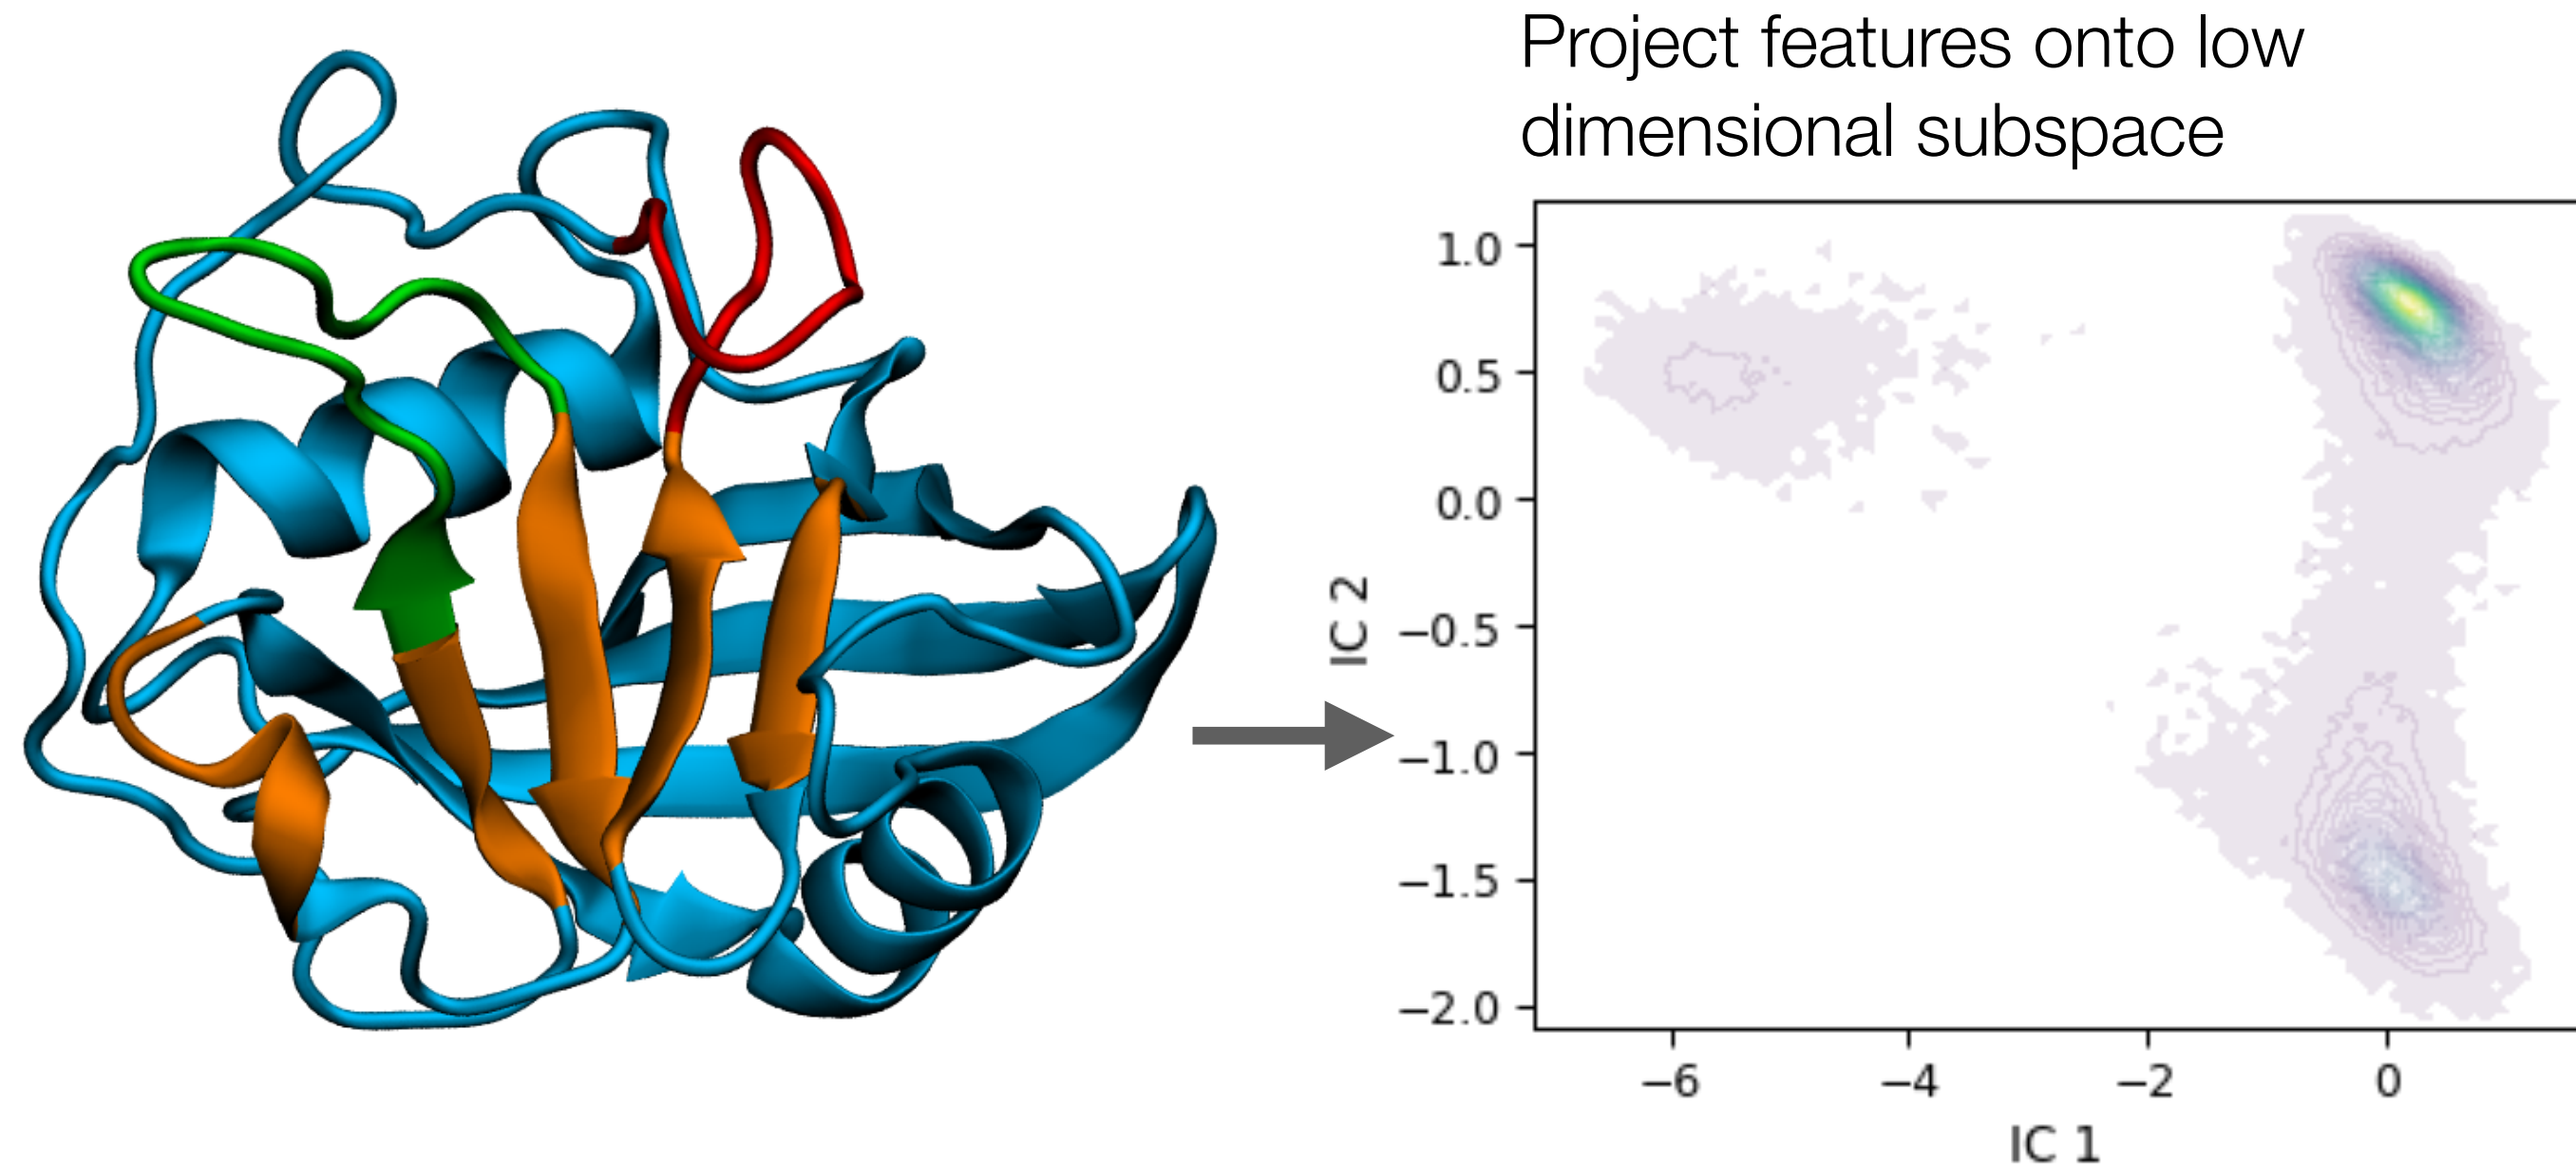 Project features onto low
dimensional subspace
1.0
0.5
0.0
−0.5
−1.0
−1.5
−2.0
IC 2
−6 −4 −2 0
IC 1